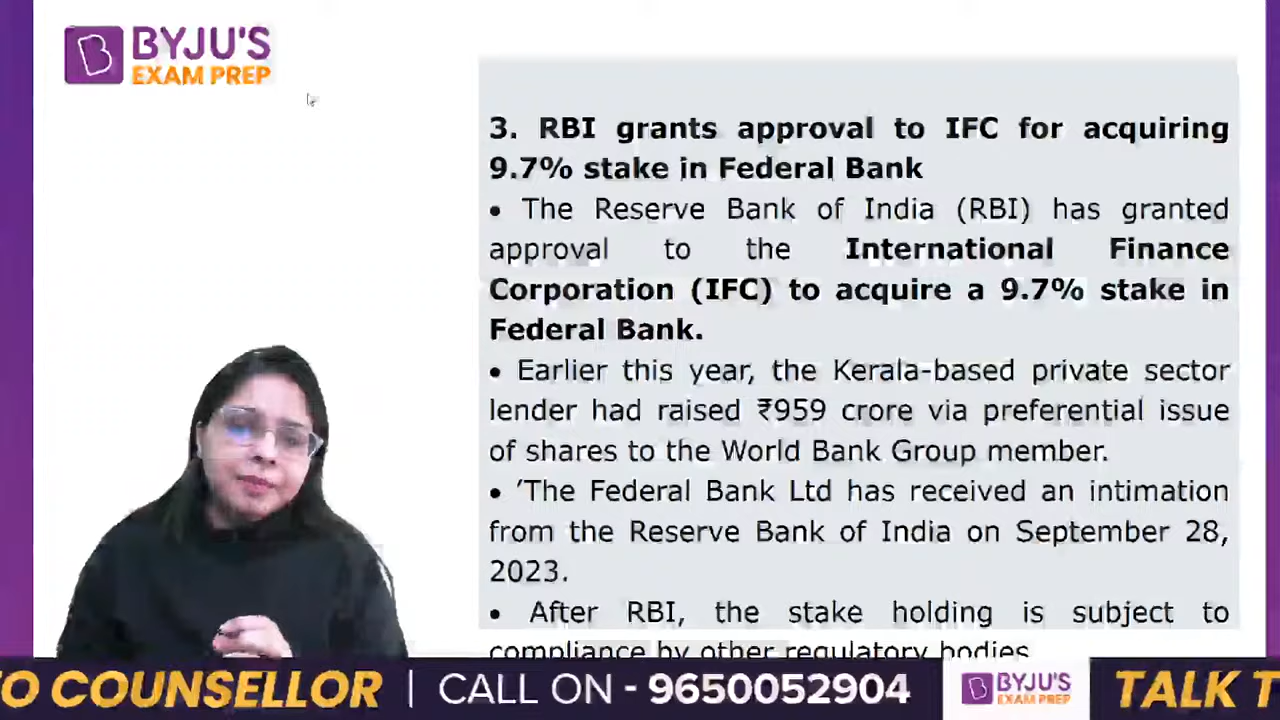 BYJU'S
EXAM PREP
3. RBI grants approval to IFC for acquiring
9.7% stake in Federal Bank
• The Reserve Bank of India (RBI) has granted
approval to the International Finance
Corporation (IFC) to acquire a 9.7% stake in
Federal Bank.
• Earlier this year, the Kerala-based private sector
lender had raised ₹959 crore via preferential issue
of shares to the World Bank Group member.
• ‘The Federal Bank Ltd has received an intimation
from the Reserve Bank of India on September 28,
2023.
• After RBI, the stake holding is subject to
compliance by other regulatory bodies
TO COUNSELLOR | CALL ON - 9650052904 BYJU'S EXAM PREP TALK T